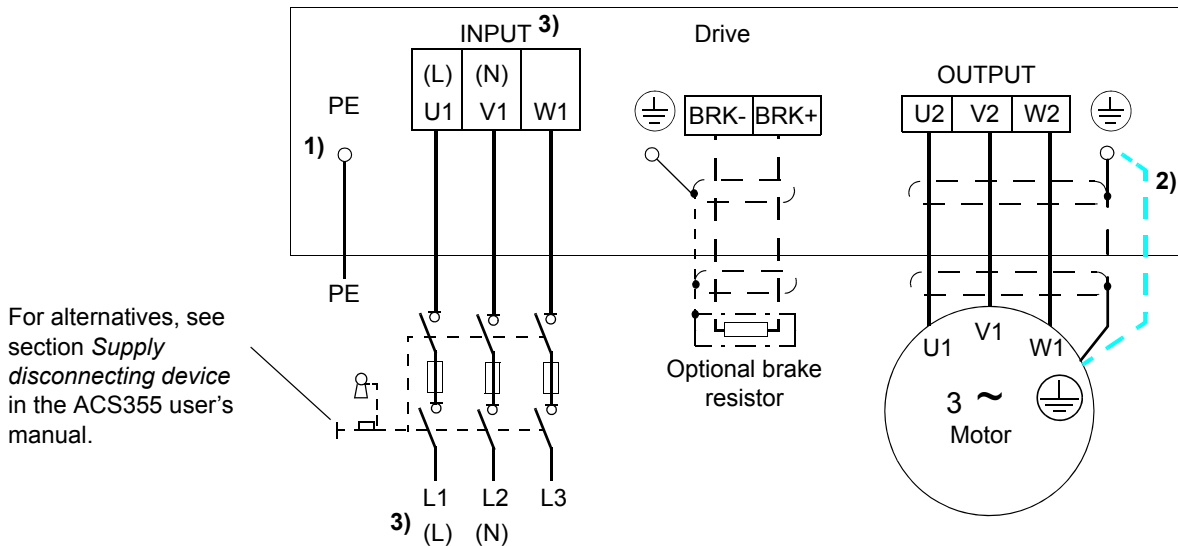 INPUT 3)
Drive
(L) (N)
U1 V1 W1
PE
1)
BRK- BRK+
OUTPUT
U2 V2 W2
2)
PE
For alternatives, see
section Supply
disconnecting device
in the ACS355 user's
manual.
Optional brake
resistor
U1 V1 W1
3 ~
Motor
L1 L2 L3
3) (L) (N)